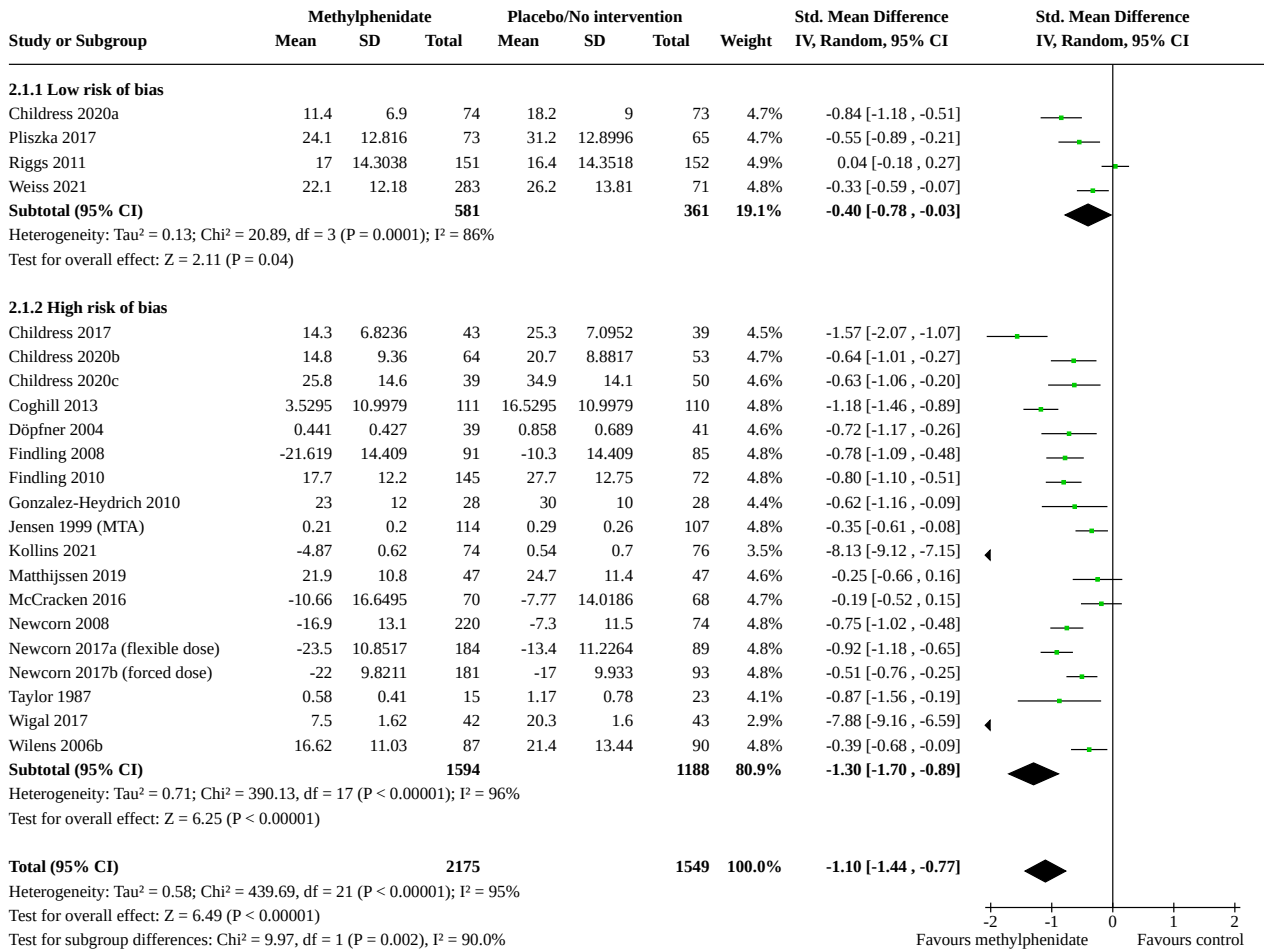 Methylphenidate Placebo/No intervention Std. Mean Difference Std. Mean Difference
Study or Subgroup Mean SD Total Mean SD Total Weight IV, Random, 95% CI IV, Random, 95% CI
2.1.1 Low risk of bias
Childress 2020a 11.4 6.9 74 18.2 9 73 4.7% -0.84 [-1.18 , -0.51]
Pliszka 2017 24.1 12.816 73 31.2 12.8996 65 4.7% -0.55 [-0.89 , -0.21]
Riggs 2011 17 14.3038 151 16.4 14.3518 152 4.9% 0.04 [-0.18 , 0.27]
Weiss 2021 22.1 12.18 283 26.2 13.81 71 4.8% -0.33 [-0.59 , -0.07]
Subtotal (95% CI) 581 361 19.1% -0.40 [-0.78 , -0.03]
Heterogeneity: Tau² = 0.13; Chi² = 20.89, df = 3 (P = 0.0001); I² = 86%
Test for overall effect: Z = 2.11 (P = 0.04)
2.1.2 High risk of bias
Childress 2017 14.3 6.8236 43 25.3 7.0952 39 4.5% -1.57 [-2.07 , -1.07]
Childress 2020b 14.8 9.36 64 20.7 8.8817 53 4.7% -0.64 [-1.01 , -0.27]
Childress 2020c 25.8 14.6 39 34.9 14.1 50 4.6% -0.63 [-1.06 , -0.20]
Coghill 2013 3.5295 10.9979 111 16.5295 10.9979 110 4.8% -1.18 [-1.46 , -0.89]
Döpfner 2004 0.441 0.427 39 0.858 0.689 41 4.6% -0.72 [-1.17 , -0.26]
Findling 2008 -21.619 14.409 91 -10.3 14.409 85 4.8% -0.78 [-1.09 , -0.48]
Findling 2010 17.7 12.2 145 27.7 12.75 72 4.8% -0.80 [-1.10 , -0.51]
Gonzalez-Heydrich 2010 23 12 28 30 10 28 4.4% -0.62 [-1.16 , -0.09]
Jensen 1999 (MTA) 0.21 0.2 114 0.29 0.26 107 4.8% -0.35 [-0.61 , -0.08]
Kollins 2021 -4.87 0.62 74 0.54 0.7 76 3.5% -8.13 [-9.12 , -7.15]
Matthijssen 2019 21.9 10.8 47 24.7 11.4 47 4.6% -0.25 [-0.66 , 0.16]
McCracken 2016 -10.66 16.6495 70 -7.77 14.0186 68 4.7% -0.19 [-0.52 , 0.15]
Newcorn 2008 -16.9 13.1 220 -7.3 11.5 74 4.8% -0.75 [-1.02 , -0.48]
Newcorn 2017a (flexible dose) -23.5 10.8517 184 -13.4 11.2264 89 4.8% -0.92 [-1.18 , -0.65]
Newcorn 2017b (forced dose) -22 9.8211 181 -17 9.933 93 4.8% -0.51 [-0.76 , -0.25]
Taylor 1987 0.58 0.41 15 1.17 0.78 23 4.1% -0.87 [-1.56 , -0.19]
Wigal 2017 7.5 1.62 42 20.3 1.6 43 2.9% -7.88 [-9.16 , -6.59]
Wilens 2006b 16.62 11.03 87 21.4 13.44 90 4.8% -0.39 [-0.68 , -0.09]
Subtotal (95% CI) 1594 1188 80.9% -1.30 [-1.70 , -0.89]
Heterogeneity: Tau² = 0.71; Chi² = 390.13, df = 17 (P < 0.00001); I² = 96%
Test for overall effect: Z = 6.25 (P < 0.00001)
Total (95% CI) 2175 1549 100.0% -1.10 [-1.44 , -0.77]
Heterogeneity: Tau² = 0.58; Chi² = 439.69, df = 21 (P < 0.00001); I² = 95%
Test for overall effect: Z = 6.49 (P < 0.00001)
Test for subgroup differences: Chi² = 9.97, df = 1 (P = 0.002), I² = 90.0%
-2 -1 0 1 2
Favours methylphenidate Favours control